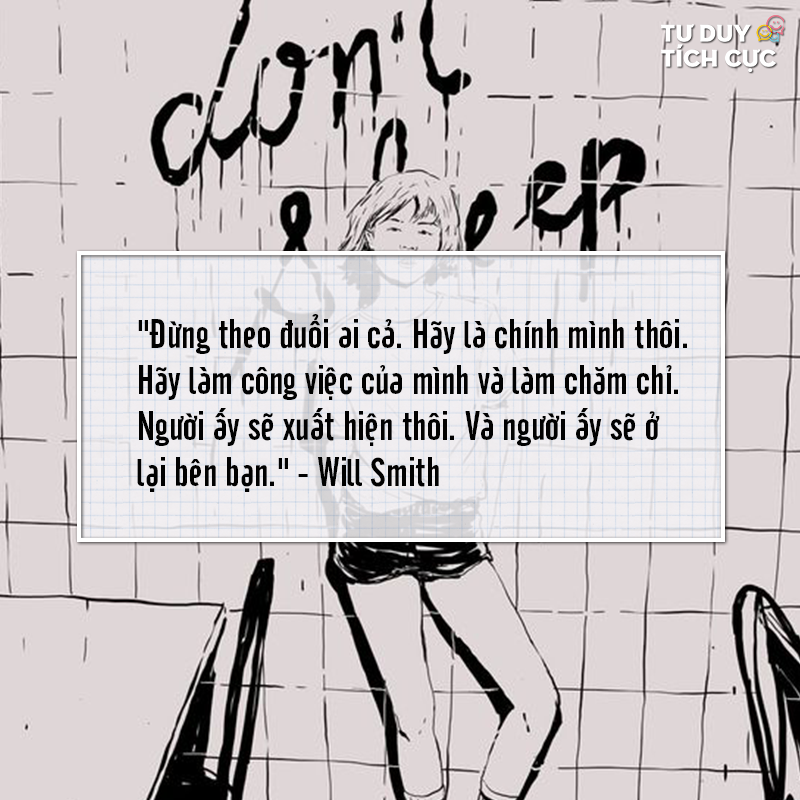 TƯ DUY
TÍCH CỰC
don't
"Đừng theo đuổi ai cả. Hãy là chính mình thôi.
Hãy làm công việc của mình và làm chăm chỉ.
Người ấy sẽ xuất hiện thôi. Và người ấy sẽ ở
lại bên bạn." - Will Smith